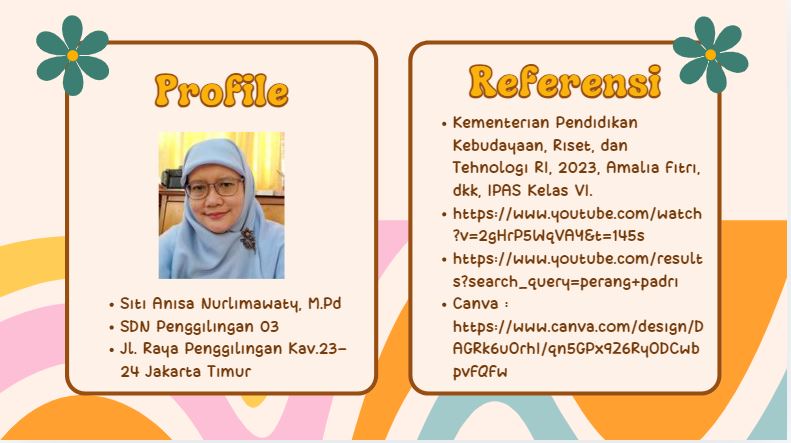 Profile
• Siti Anisa Nurlimawaty, M.Pd
• SDN Penggilingan 03
• Jl. Raya Penggilingan Kav.23-
24 Jakarta Timur
Referensi
• Kementerian Pendidikan
Kebudayaan, Riset, dan
Tehnologi RI, 2023, Amalia Fitri,
dkk, IPAS Kelas VI.
• https://www.youtube.com/watch
?v=2gHrP5WqVAY&t=145s
• https://www.youtube.com/result
s?search_query=perang+padri
• Canva :
https://www.canva.com/design/D
AGRk6uOrhI/qn5GPx9Z6RyODCwb
pvFQFw